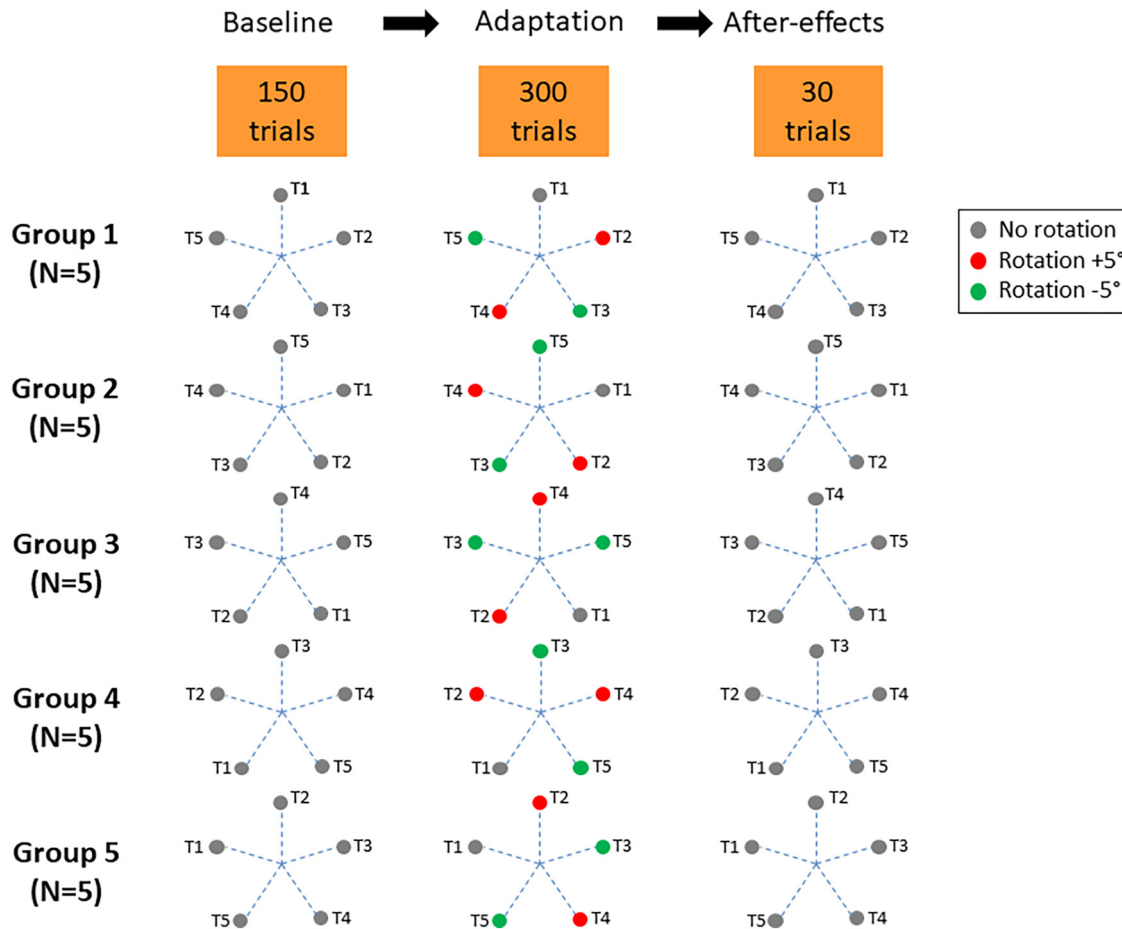 Baseline Adaptation After-effects
150 trials
300 trials
30 trials
No rotation
Rotation +5°
Rotation -5°
Group 1
(N=5)
T1 T1 T1
T5 T2 T5 T2 T5 T2
T4 T3 T4 T3 T4 T3
Group 2
(N=5)
T5 T5 T5
T4 T1 T4 T1 T4 T1
T3 T2 T3 T2 T3 T2
Group 3
(N=5)
T4 T4 T4
T3 T5 T3 T5 T3 T5
T2 T1 T2 T1 T2 T1
Group 4
(N=5)
T3 T3 T3
T2 T4 T2 T4 T2 T4
T1 T5 T1 T5 T1 T5
Group 5
(N=5)
T2 T2 T2
T1 T3 T1 T3 T1 T3
T5 T4 T5 T4 T5 T4